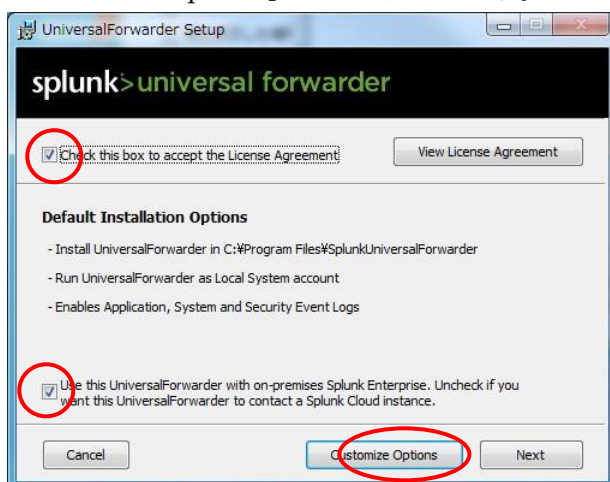 UniversalForwarder Setup
splunk>universal forwarder
Check this box to accept the License Agreement
View License Agreement
Default Installation Options
- Install UniversalForwarder in C:¥Program Files¥SplunkUniversalForwarder
- Run UniversalForwarder as Local System account
- Enables Application, System and Security Event Logs
Use this UniversalForwarder with on-premises Splunk Enterprise. Uncheck if you
want this UniversalForwarder to contact a Splunk Cloud instance.
Cancel
Customize Options
Next